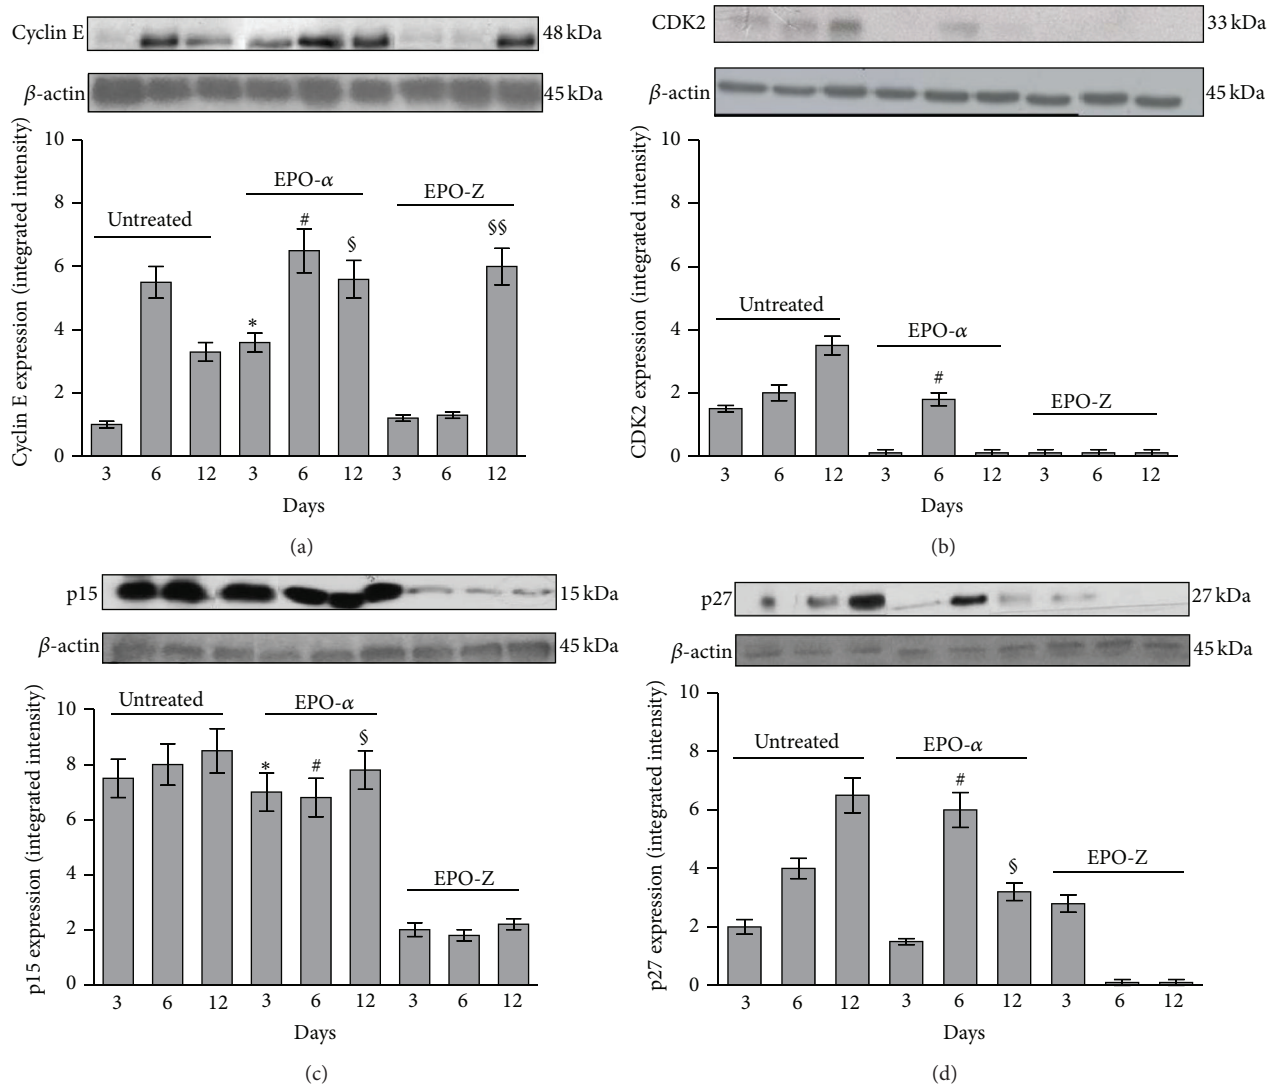 Cyclin E 48 kDa
β-actin 45 kDa
Cyclin E expression (integrated intensity)
10
8
6
4
2
0
Untreated
EPO-α
EPO-Z
* # § §§
3 6 12 3 6 12 3 6 12
Days
(a)
CDK2 33 kDa
β-actin 45 kDa
CDK2 expression (integrated intensity)
10
8
6
4
2
0
Untreated
EPO-α
EPO-Z
#
3 6 12 3 6 12 3 6 12
Days
(b)
p15 15 kDa
β-actin 45 kDa
p15 expression (integrated intensity)
10
8
6
4
2
0
Untreated
EPO-α
EPO-Z
* # §
3 6 12 3 6 12 3 6 12
Days
(c)
p27 27 kDa
β-actin 45 kDa
p27 expression (integrated intensity)
10
8
6
4
2
0
Untreated
EPO-α
EPO-Z
# §
3 6 12 3 6 12 3 6 12
Days
(d)